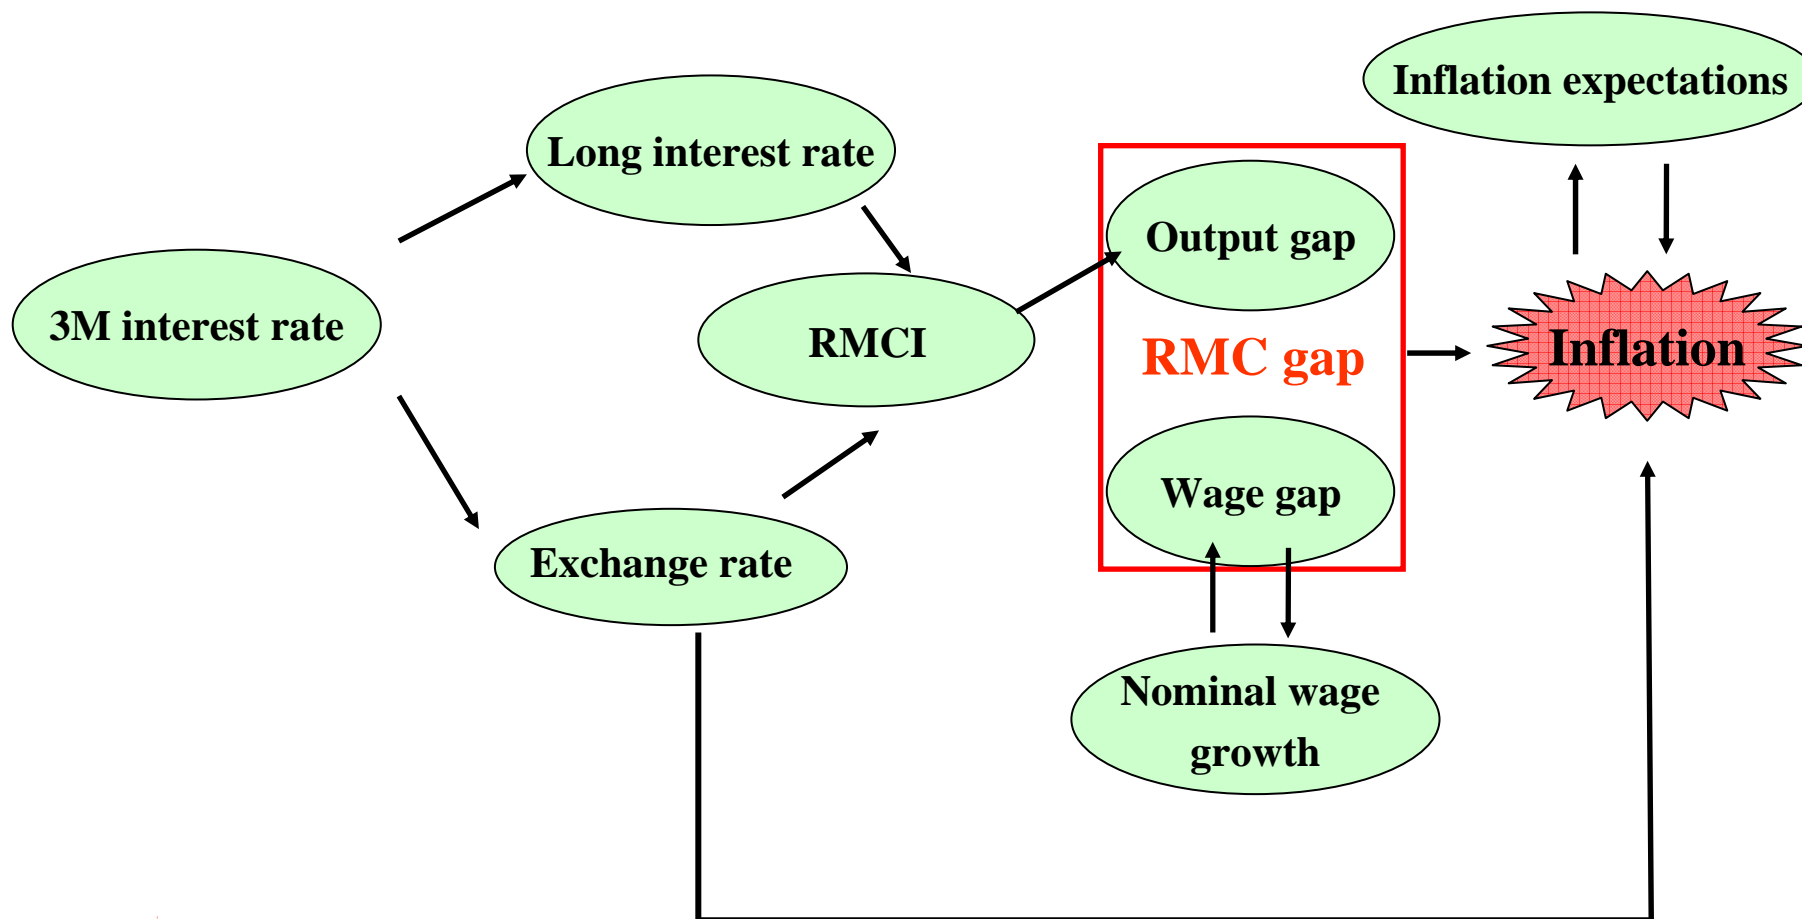 Inflation expectations
Long interest rate
Output gap
3M interest rate
RMCI
RMC gap
Inflation
Wage gap
Exchange rate
Nominal wage
growth